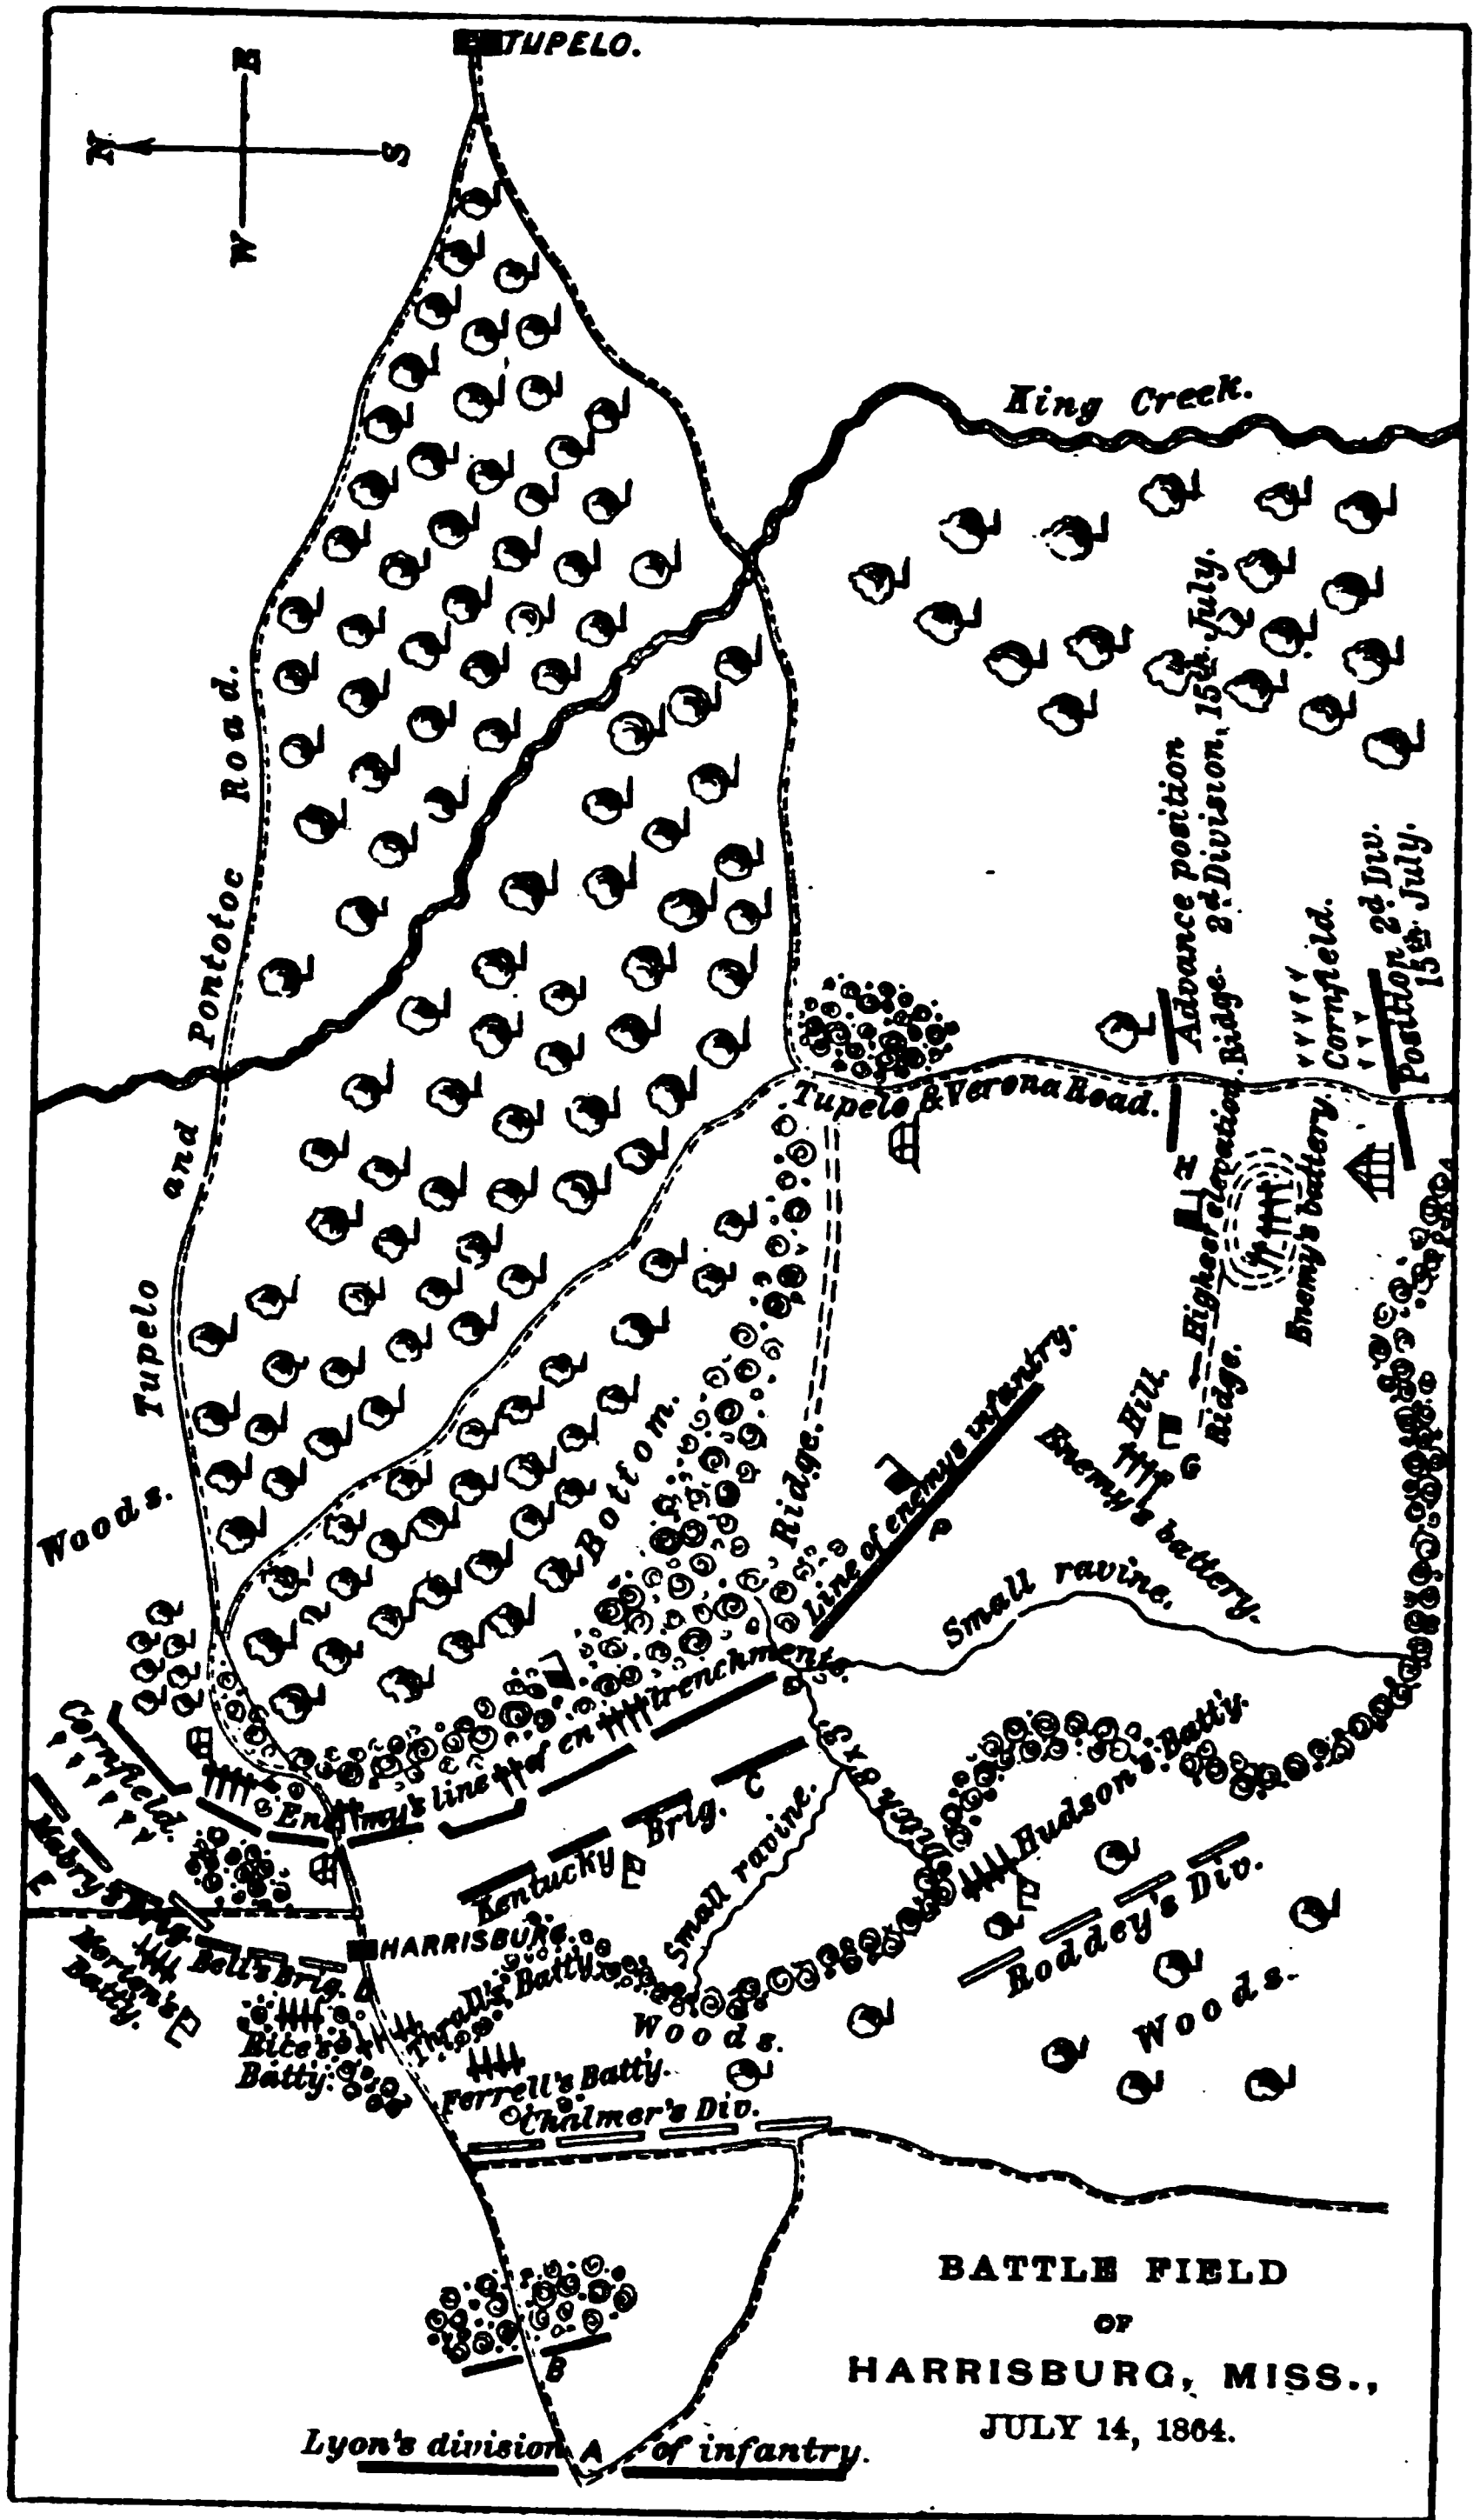 TUPELO.
E
N
S
W
King Creek.
Tupelo and Pontotoc Road.
Advance position
2d Division, 15th July.
Cornfield.
Position 2d Div.
15th July.
Tupelo & Verona Road.
H
Ridge.
Highest elevation
Ridge
Enemy's battery.
Hill.
G
Enemy's battery.
Line of enemy's infantry.
P
Ridge.
Bottom.
Woods.
Small ravine.
Cornfield.
Enemy's line of entrenchments
Kentucky Brig. C
Small ravine.
Hudson's Batty.
Roddey's Div.
Woods.
Mabry's Brig.
E
HARRISBURG.
Bell's Brig. D
Morton's
Batty.
Rice's
Batty.
Thrall's Batty.
Woods.
Ferrell's Batty.
Chalmer's Div.
B
BATTLE FIELD
OF
HARRISBURG, MISS.,
JULY 14, 1864.
Lyon's division A of infantry.